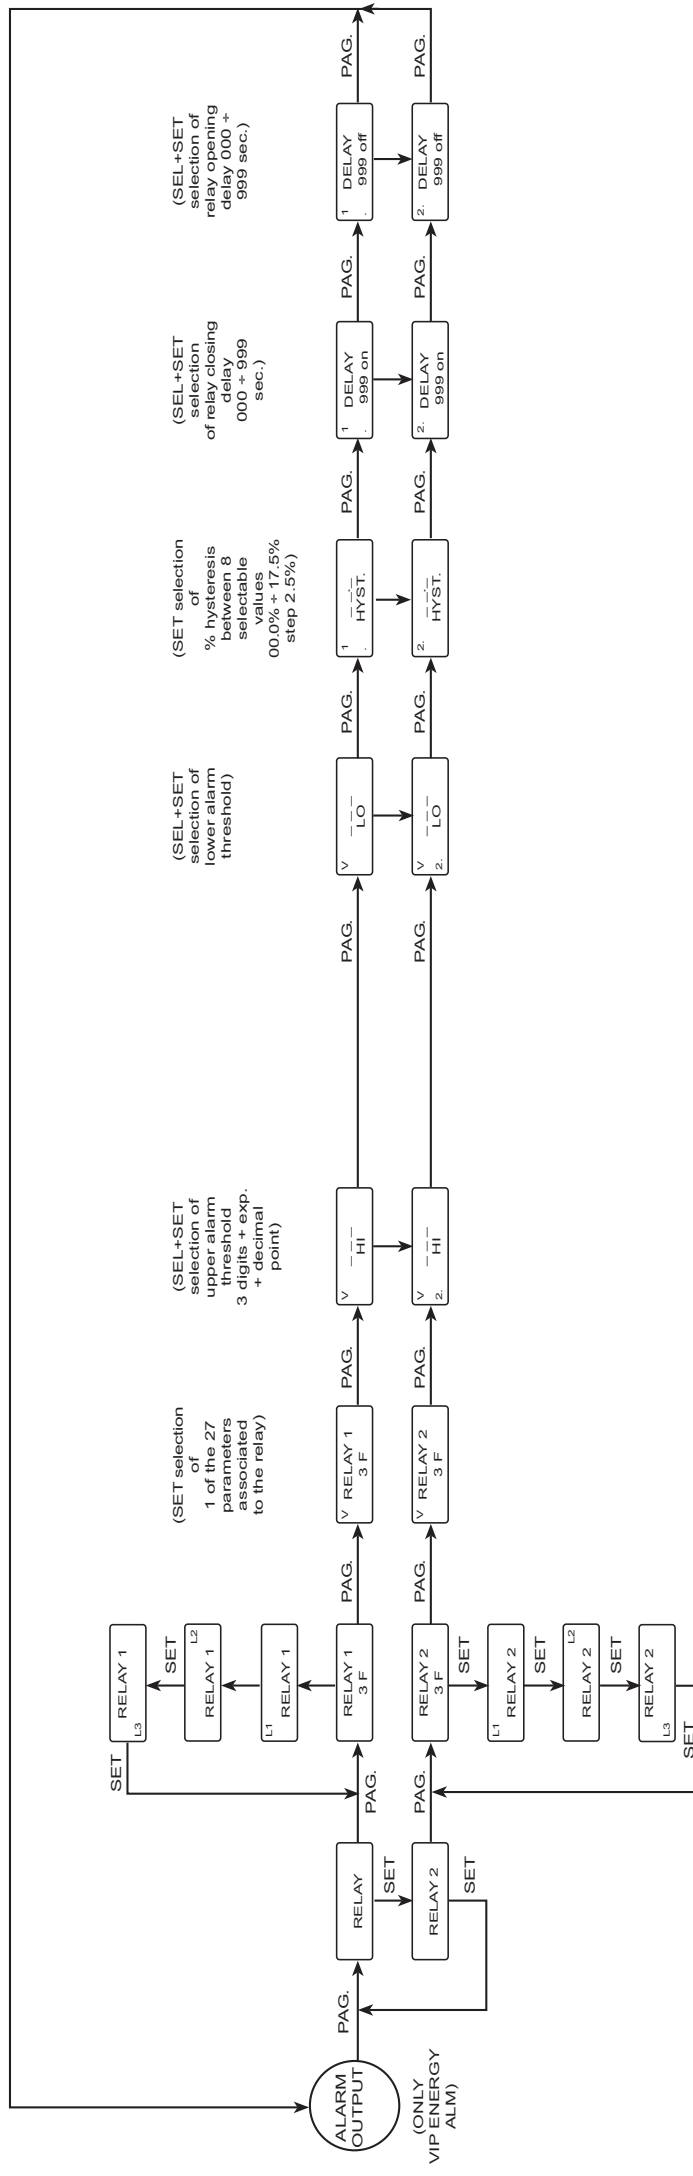 ALARM
OUTPUT
(ONLY
VIP ENERGY
ALM)
PAG.
RELAY
SET
RELAY 2
SET
PAG.
PAG.
SET
RELAY 1
L3
SET
RELAY 1
L2
RELAY 1
L1
RELAY 1
3 F
RELAY 2
3 F
SET
RELAY 2
L1
SET
RELAY 2
L2
SET
RELAY 2
L3
SET
PAG.
PAG.
(SET selection
of
1 of the 27
parameters
associated
to the relay)
V RELAY 1
3 F
V RELAY 2
3 F
PAG.
PAG.
(SEL+SET
selection of
upper alarm
threshold
3 digits + exp.
+ decimal
point)
V _ _ _
HI
V _ _ _
2. HI
PAG.
PAG.
(SEL+SET
selection of
lower alarm
threshold)
V _ _ _
LO
V _ _ _
2. LO
PAG.
PAG.
(SET selection
of
% hysteresis
between 8
selectable
values
00.0% ÷ 17.5%
step 2.5%)
1 _ _._
. HYST.
2. _ _._
HYST.
PAG.
PAG.
(SEL+SET
selection
of relay closing
delay
000 ÷ 999
sec.)
1 DELAY
. 999 on
2. DELAY
999 on
PAG.
PAG.
(SEL+SET
selection of
relay opening
delay 000 ÷
999 sec.)
1 DELAY
. 999 off
2. DELAY
999 off
PAG.
PAG.